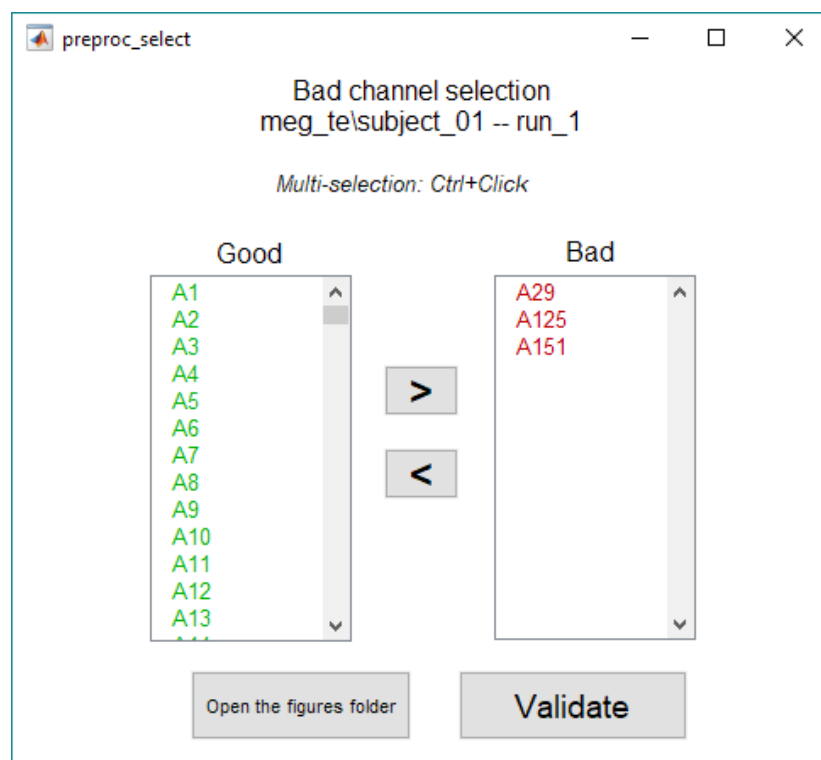 preproc_select
Bad channel selection
meg_te\subject_01 -- run_1
Multi-selection: Ctrl+Click
Good
A1
A2
A3
A4
A5
A6
A7
A8
A9
A10
A11
A12
A13
>
<
Bad
A29
A125
A151
Open the figures folder
Validate